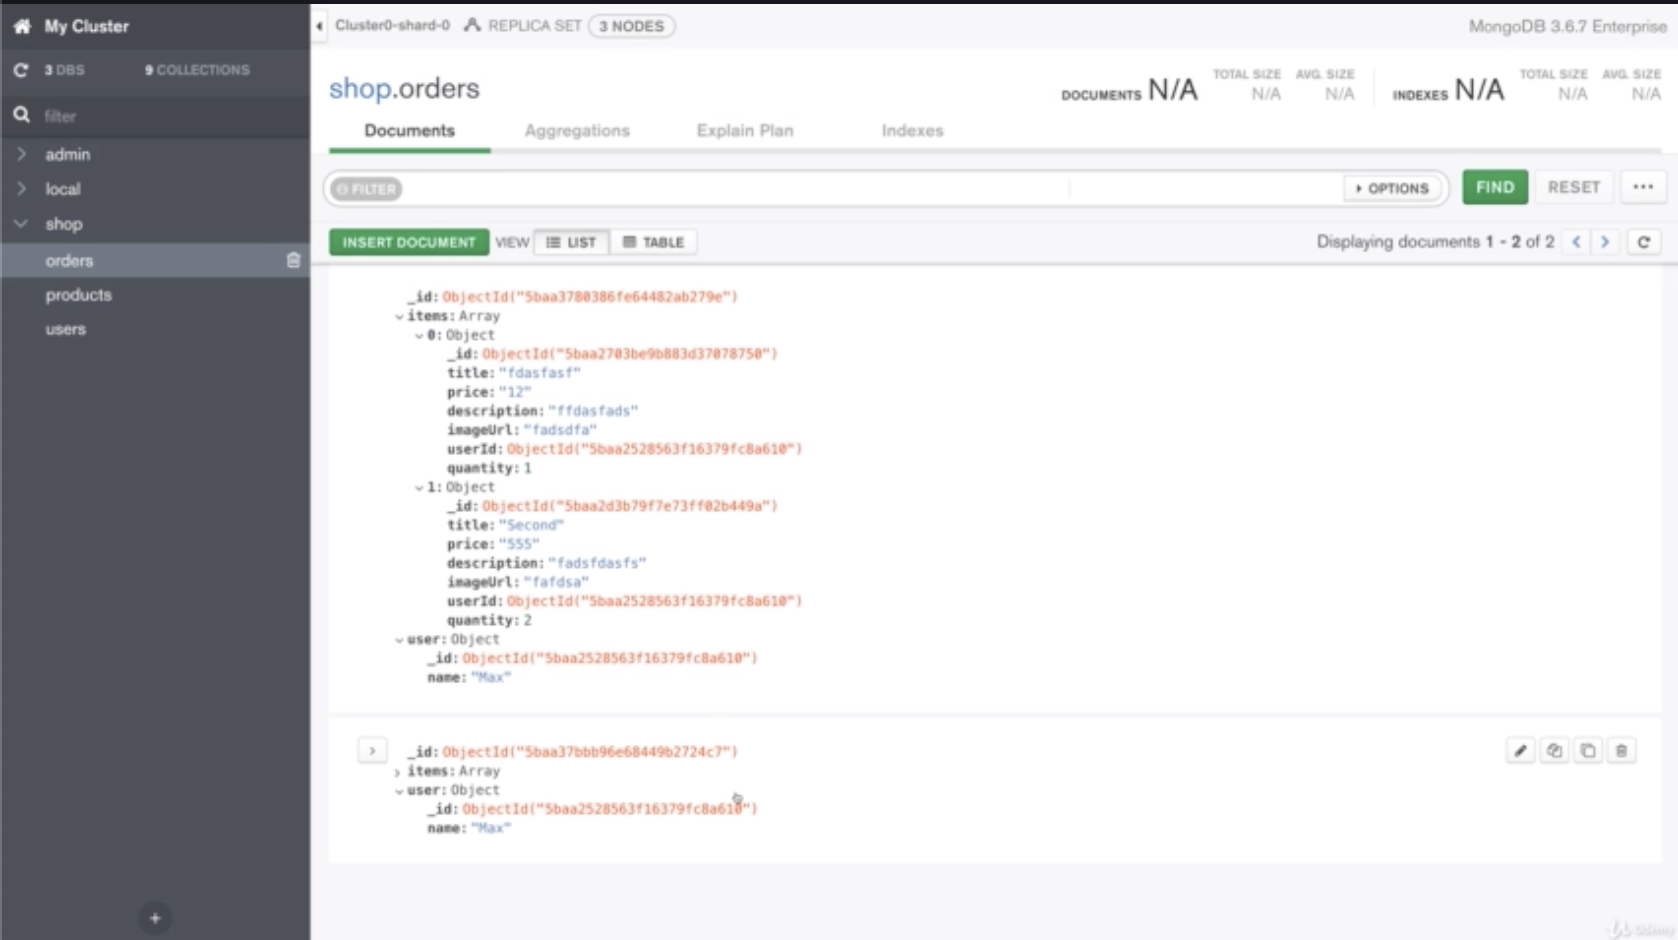 My Cluster
Cluster0-shard-0 REPLICA SET 3 NODES
MongoDB 3.6.7 Enterprise
3 DBS 9 COLLECTIONS
filter
admin
local
shop
orders
products
users
shop.orders
DOCUMENTS N/A TOTAL SIZE N/A AVG. SIZE N/A
INDEXES N/A TOTAL SIZE N/A AVG. SIZE N/A
Documents Aggregations Explain Plan Indexes
FILTER OPTIONS FIND RESET ...
INSERT DOCUMENT VIEW LIST TABLE Displaying documents 1 - 2 of 2
_id: ObjectId("5baa3780386fe64482ab279e")
items: Array
0: Object
_id: ObjectId("5baa2703be9b883d37078750")
title: "fdasfasf"
price: "12"
description: "ffdasfads"
imageUrl: "fadsdfa"
userId: ObjectId("5baa2528563f16379fc8a610")
quantity: 1
1: Object
_id: ObjectId("5baa2d3b79f7e73ff02b449a")
title: "Second"
price: "555"
description: "fadsfdasfs"
imageUrl: "fafdsa"
userId: ObjectId("5baa2528563f16379fc8a610")
quantity: 2
user: Object
_id: ObjectId("5baa2528563f16379fc8a610")
name: "Max"
_id: ObjectId("5baa37bbb96e68449b2724c7")
items: Array
user: Object
_id: ObjectId("5baa2528563f16379fc8a610")
name: "Max"
Udemy